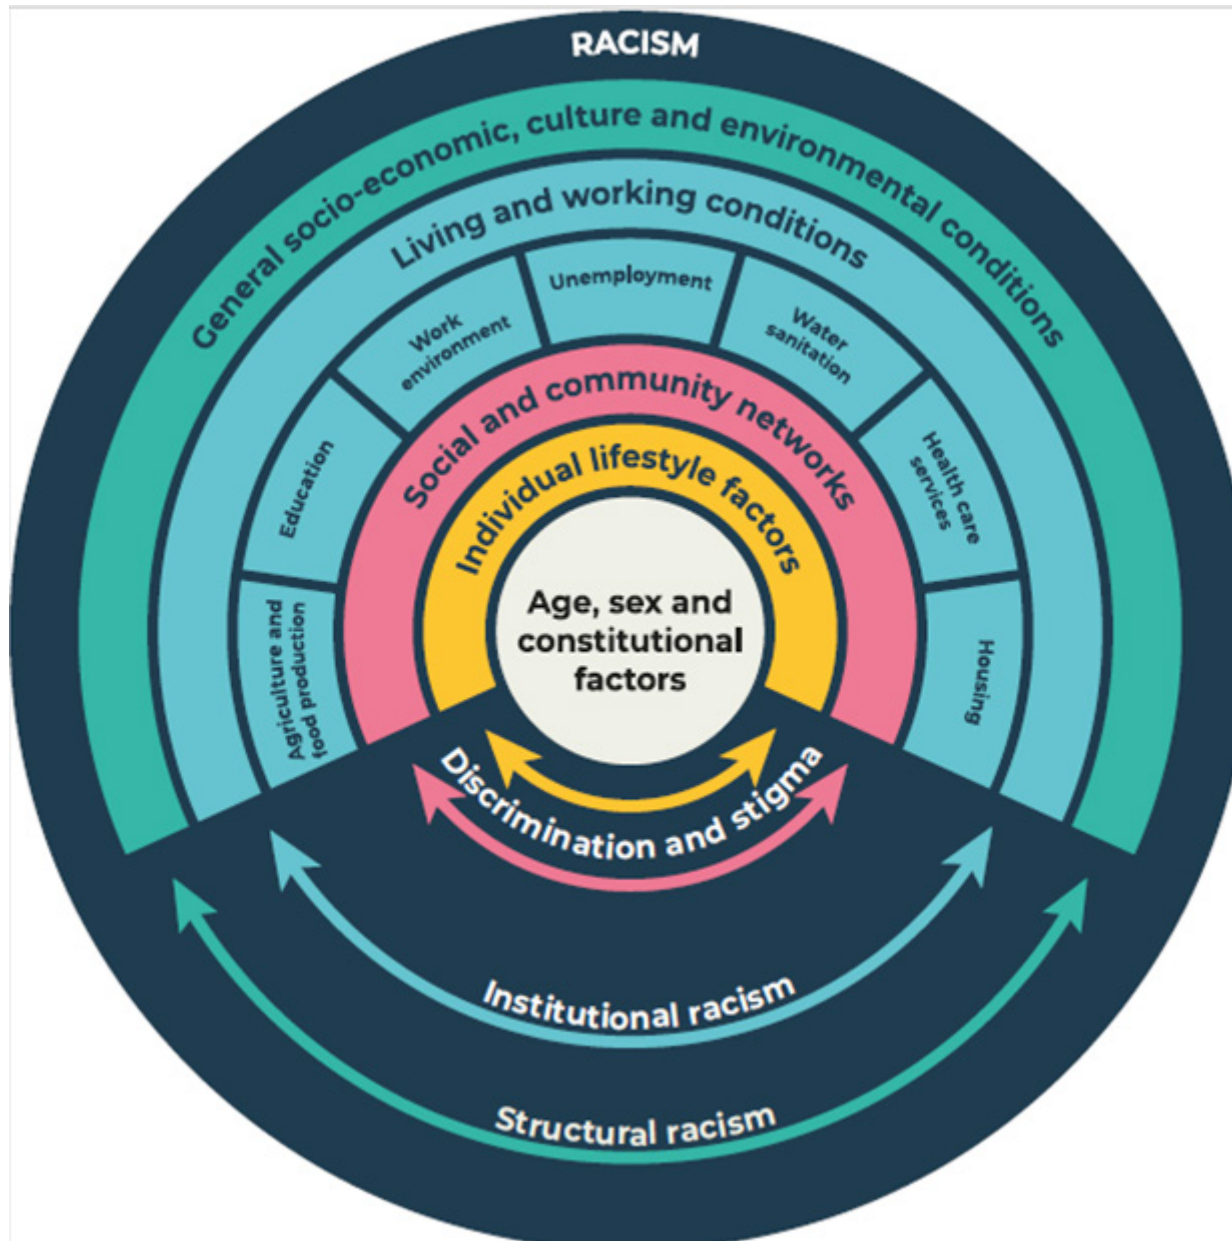 RACISM
General socio-economic, culture and environmental conditions
Living and working conditions
Agriculture and
food production
Education
Work
environment
Unemployment
Water
sanitation
Health care
services
Housing
Social and community networks
Individual lifestyle factors
Age, sex and
constitutional
factors
Discrimination and stigma
Institutional racism
Structural racism